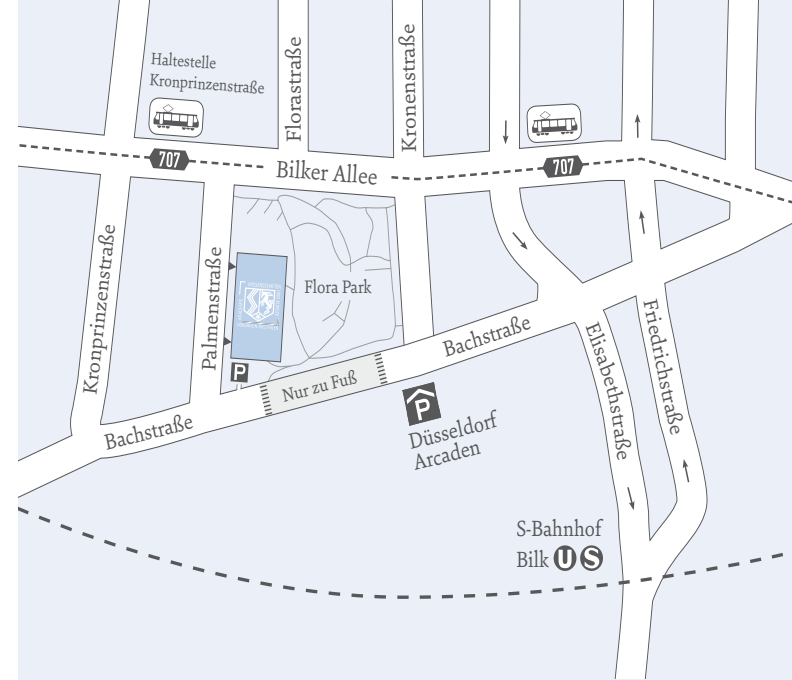 Haltestelle
Kronprinzenstraße
Florastraße
Kronenstraße
707
Bilker Allee
707
Kronprinzenstraße
Palmenstraße
Flora Park
P
Nur zu Fuß
Bachstraße
Bachstraße
P
Düsseldorf
Arcaden
Elisabethstraße
Friedrichstraße
S-Bahnhof
Bilk U S